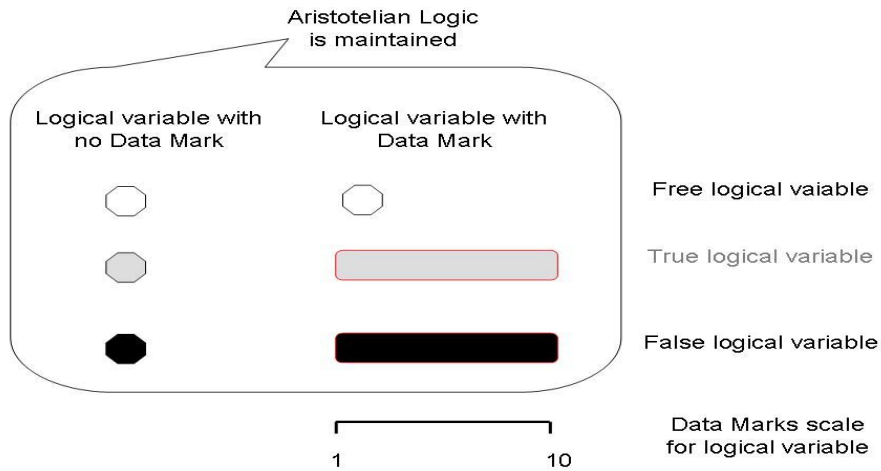 Aristotelian Logic
is maintained
Logical variable with
no Data Mark
Logical variable with
Data Mark
Free logical vaiable
True logical variable
False logical variable
1
10
Data Marks scale
for logical variable